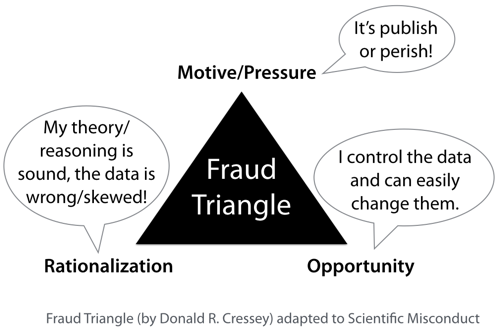 It's publish
or perish!
Motive/Pressure
My theory/
reasoning is
sound, the data is
wrong/skewed!
Fraud
Triangle
I control the data
and can easily
change them.
Rationalization
Opportunity
Fraud Triangle (by Donald R. Cressey) adapted to Scientific Misconduct